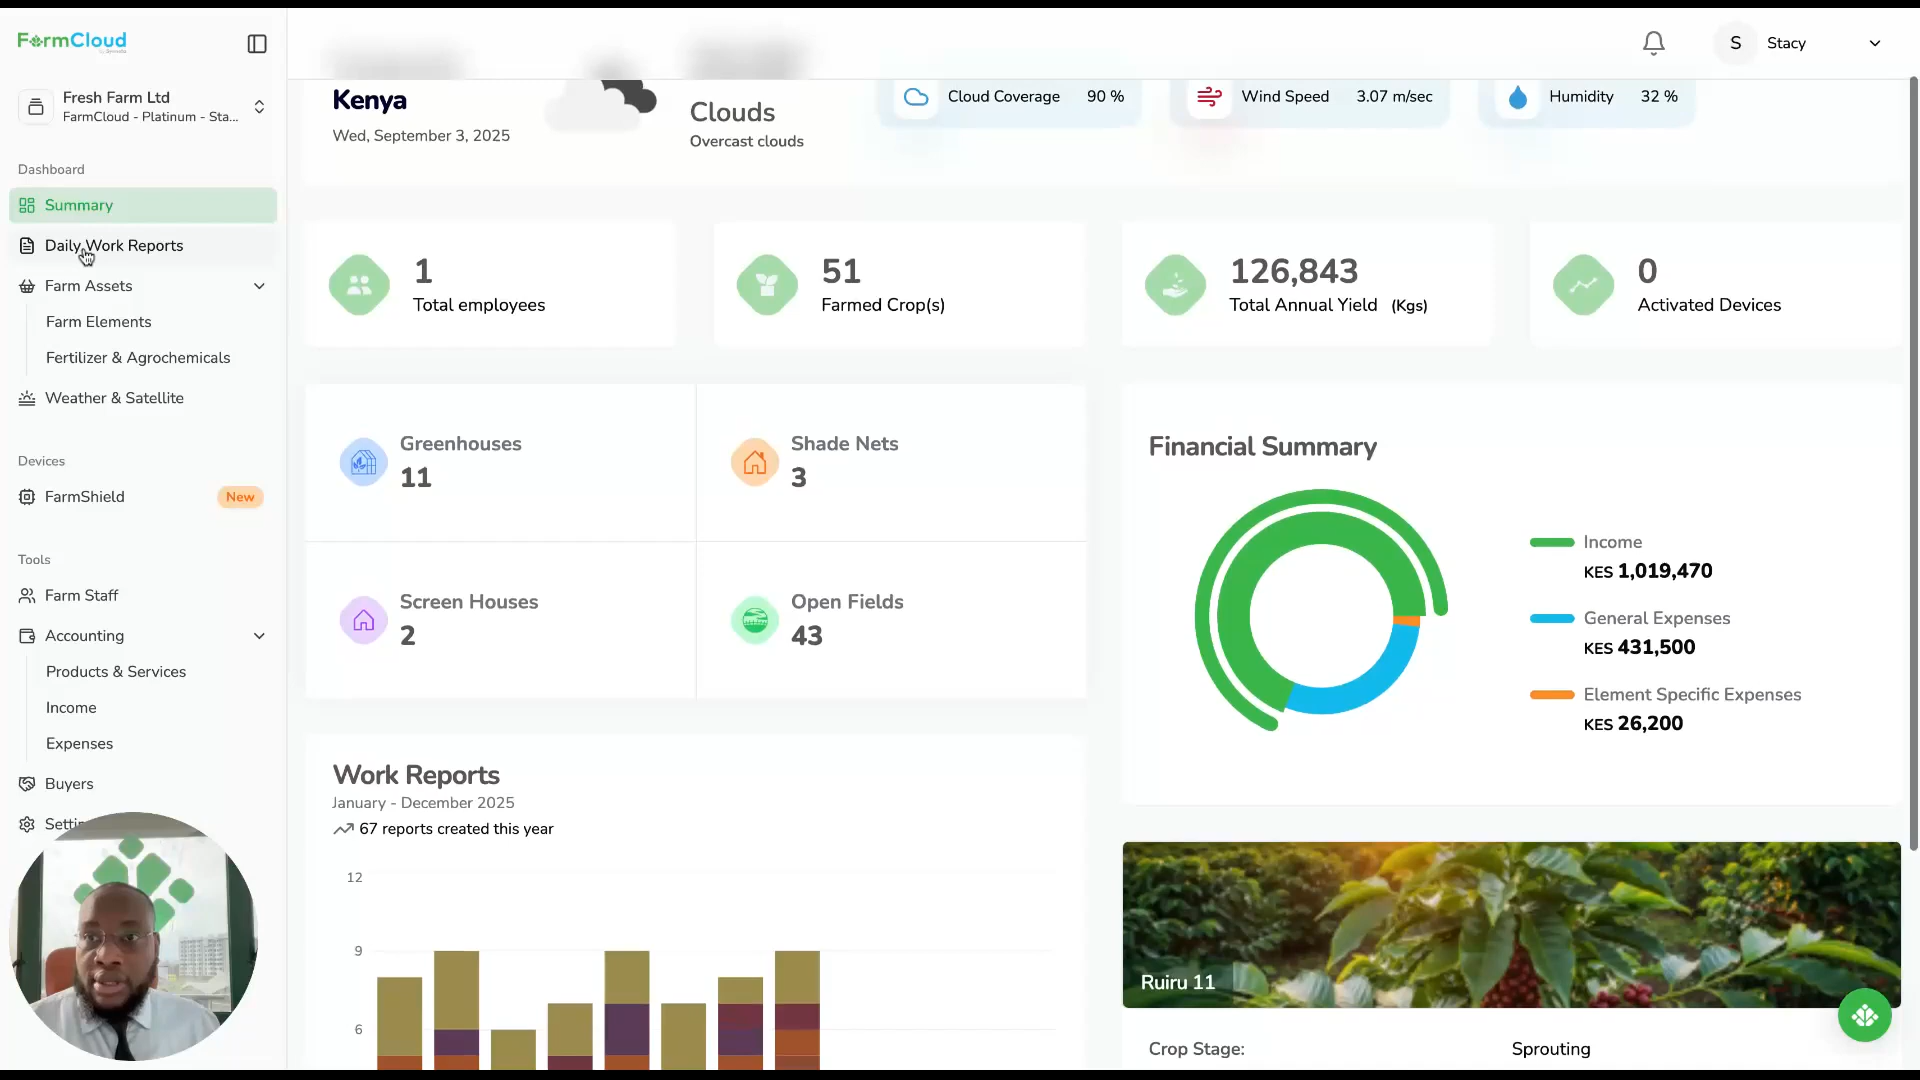 FarmCloud
Fresh Farm Ltd
FarmCloud - Platinum - Sta...
Dashboard
Summary
Daily Work Reports
Farm Assets
Farm Elements
Fertilizer & Agrochemicals
Weather & Satellite
Devices
FarmShield New
Tools
Farm Staff
Accounting
Products & Services
Income
Expenses
Buyers
S Stacy
Kenya
Wed, September 3, 2025
Clouds
Overcast clouds
Cloud Coverage 90 %
Wind Speed 3.07 m/sec
Humidity 32 %
1
Total employees
51
Farmed Crop(s)
126,843
Total Annual Yield (Kgs)
0
Activated Devices
Greenhouses
11
Shade Nets
3
Screen Houses
2
Open Fields
43
Financial Summary
Income
KES 1,019,470
General Expenses
KES 431,500
Element Specific Expenses
KES 26,200
Work Reports
January - December 2025
67 reports created this year
12
9
6
Ruiru 11
Crop Stage: Sprouting